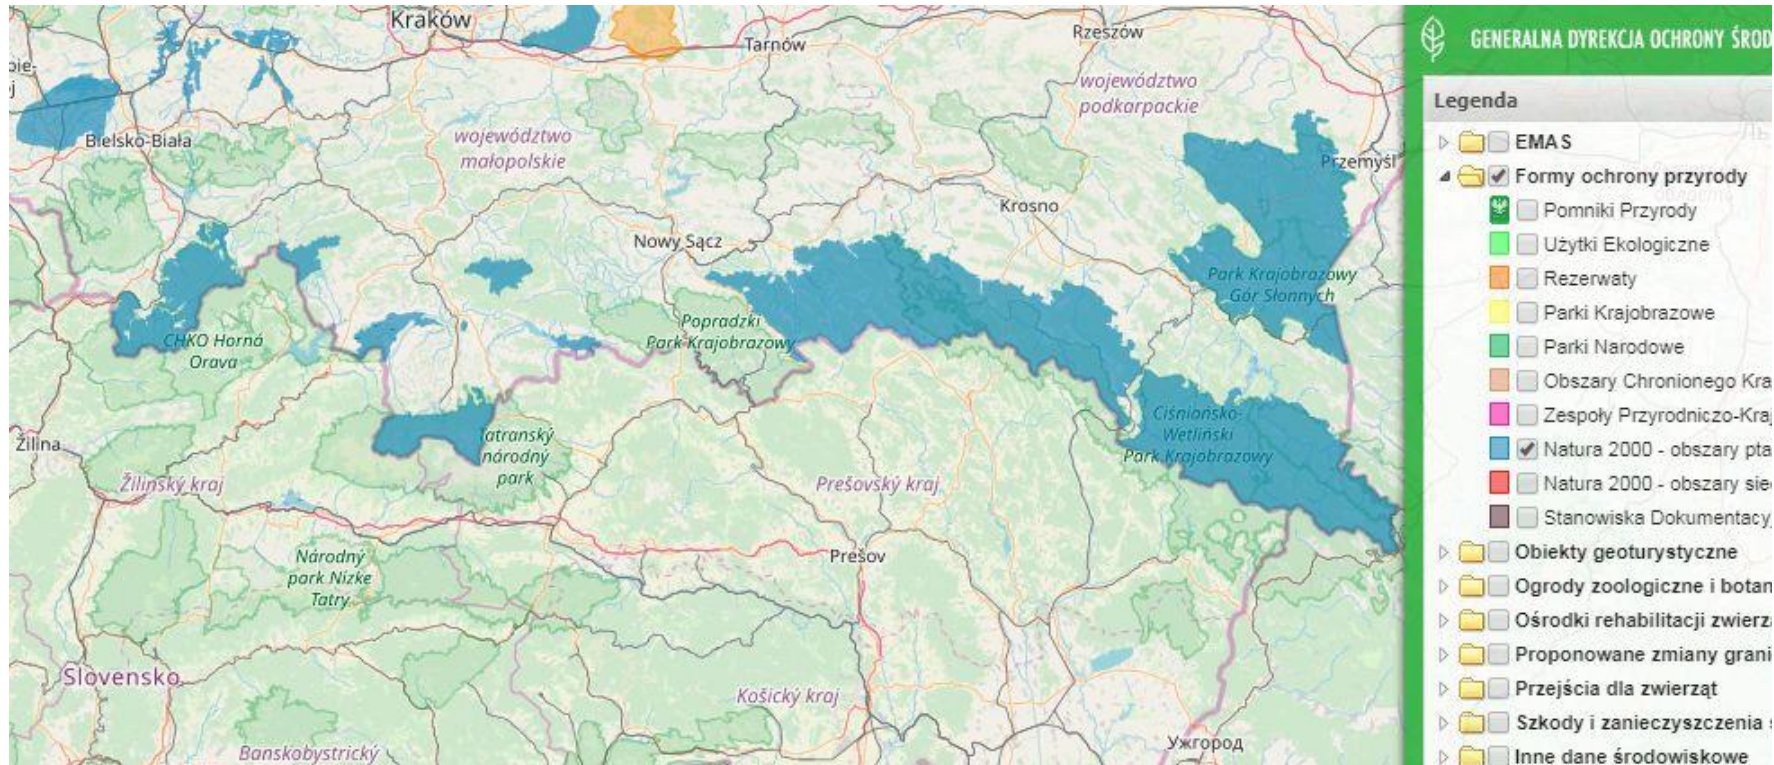 Kraków
Tarnów
Rzeszów
województwo
podkarpackie
Bielsko-Biała
województwo
małopolskie
Przemyśl
Krosno
Nowy Sącz
Park Krajobrazowy
Gór Słonnych
Popradzki
Park Krajobrazowy
CHKO Horná
Orava
Ciśniańsko-
Wetliński
Park Krajobrazowy
Tatranský
národný
park
Žilina
Žilinský kraj
Prešovský kraj
Národný
park Nízke
Tatry
Prešov
Slovensko
Košický kraj
Banskobystrický
Ужгород
GENERALNA DYREKCJA OCHRONY ŚROD
Legenda
EMAS
Formy ochrony przyrody
Pomniki Przyrody
Użytki Ekologiczne
Rezerwaty
Parki Krajobrazowe
Parki Narodowe
Obszary Chronionego Kra
Zespoły Przyrodniczo-Kraj
Natura 2000 - obszary pta
Natura 2000 - obszary sie
Stanowiska Dokumentacy
Obiekty geoturystyczne
Ogrody zoologiczne i botan
Ośrodki rehabilitacji zwierz
Proponowane zmiany grani
Przejścia dla zwierząt
Szkody i zanieczyszczenia
Inne dane środowiskowe